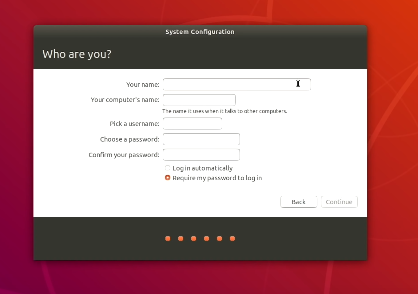 System Configuration
Who are you?
Your name:
Your computer's name:
The name it uses when it talks to other computers.
Pick a username:
Choose a password:
Confirm your password:
Log in automatically
Require my password to log in
Back Continue